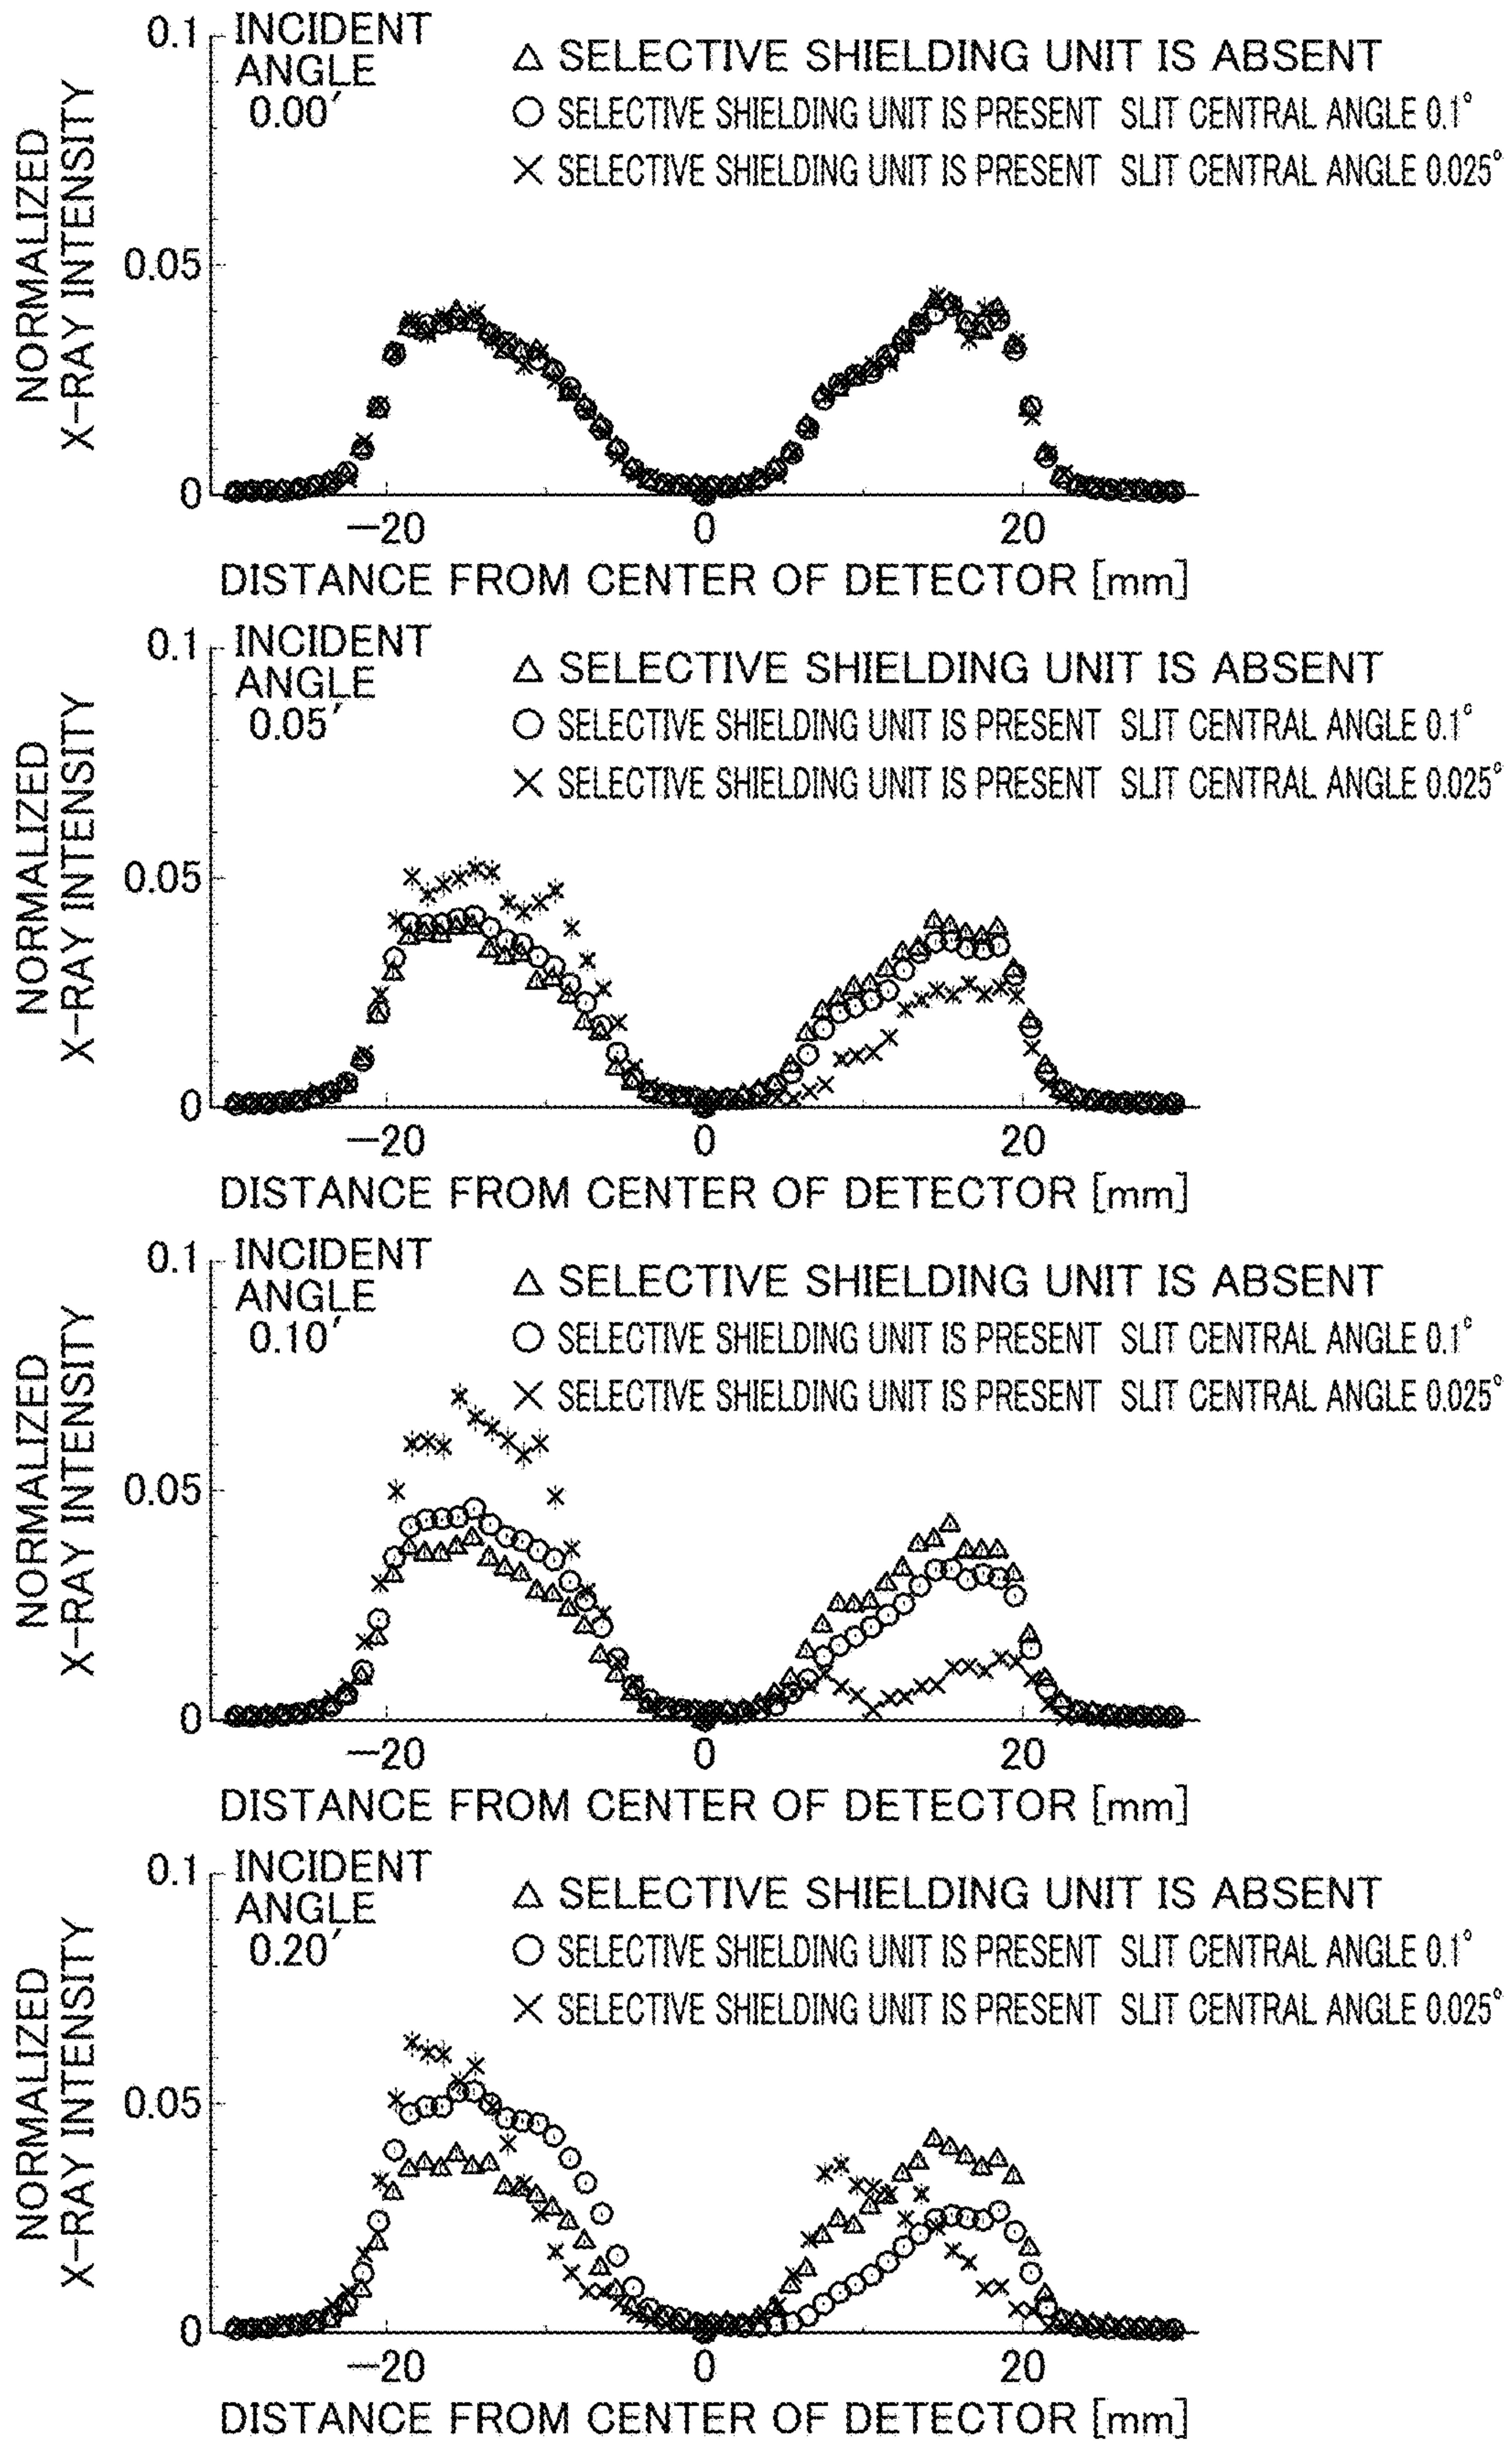 0.1
INCIDENT
ANGLE
0.00′
△ SELECTIVE SHIELDING UNIT IS ABSENT
○ SELECTIVE SHIELDING UNIT IS PRESENT SLIT CENTRAL ANGLE 0.1°
× SELECTIVE SHIELDING UNIT IS PRESENT SLIT CENTRAL ANGLE 0.025°
NORMALIZED
X-RAY INTENSITY
0.05
0
-20 0 20
DISTANCE FROM CENTER OF DETECTOR [mm]
0.1
INCIDENT
ANGLE
0.05′
△ SELECTIVE SHIELDING UNIT IS ABSENT
○ SELECTIVE SHIELDING UNIT IS PRESENT SLIT CENTRAL ANGLE 0.1°
× SELECTIVE SHIELDING UNIT IS PRESENT SLIT CENTRAL ANGLE 0.025°
NORMALIZED
X-RAY INTENSITY
0.05
0
-20 0 20
DISTANCE FROM CENTER OF DETECTOR [mm]
0.1
INCIDENT
ANGLE
0.10′
△ SELECTIVE SHIELDING UNIT IS ABSENT
○ SELECTIVE SHIELDING UNIT IS PRESENT SLIT CENTRAL ANGLE 0.1°
× SELECTIVE SHIELDING UNIT IS PRESENT SLIT CENTRAL ANGLE 0.025°
NORMALIZED
X-RAY INTENSITY
0.05
0
-20 0 20
DISTANCE FROM CENTER OF DETECTOR [mm]
0.1
INCIDENT
ANGLE
0.20′
△ SELECTIVE SHIELDING UNIT IS ABSENT
○ SELECTIVE SHIELDING UNIT IS PRESENT SLIT CENTRAL ANGLE 0.1°
× SELECTIVE SHIELDING UNIT IS PRESENT SLIT CENTRAL ANGLE 0.025°
NORMALIZED
X-RAY INTENSITY
0.05
0
-20 0 20
DISTANCE FROM CENTER OF DETECTOR [mm]